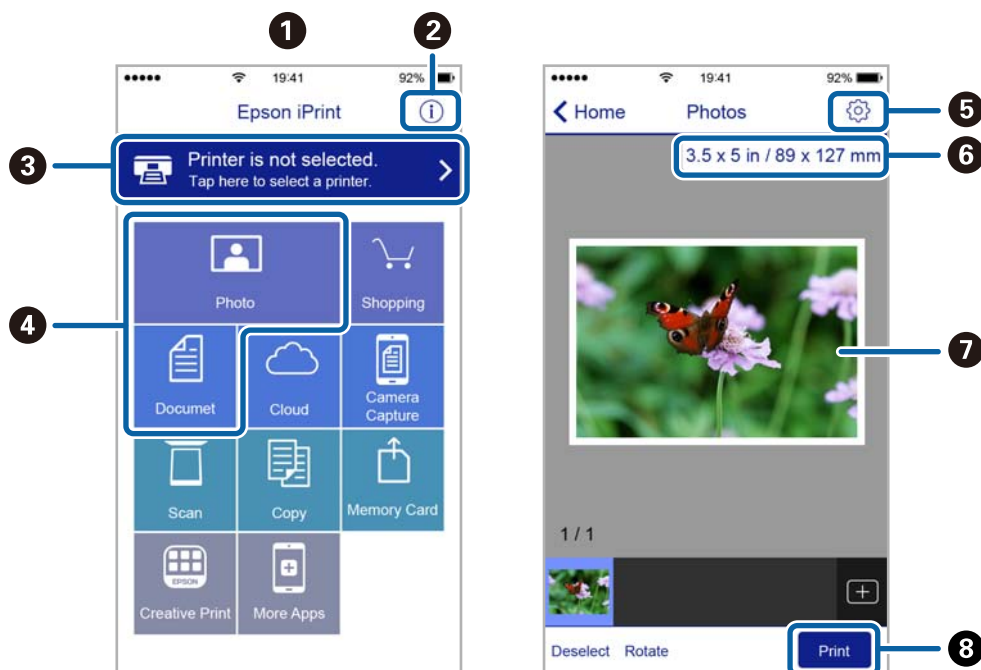 1
2
19:41
92%
Epson iPrint
3
Printer is not selected.
Tap here to select a printer.
4
Photo
Shopping
Documet
Cloud
Camera
Capture
Scan
Copy
Memory Card
EPSON
Creative Print
More Apps
19:41
92%
Home
Photos
5
3.5 x 5 in / 89 x 127 mm
6
7
1 / 1
Deselect
Rotate
Print
8